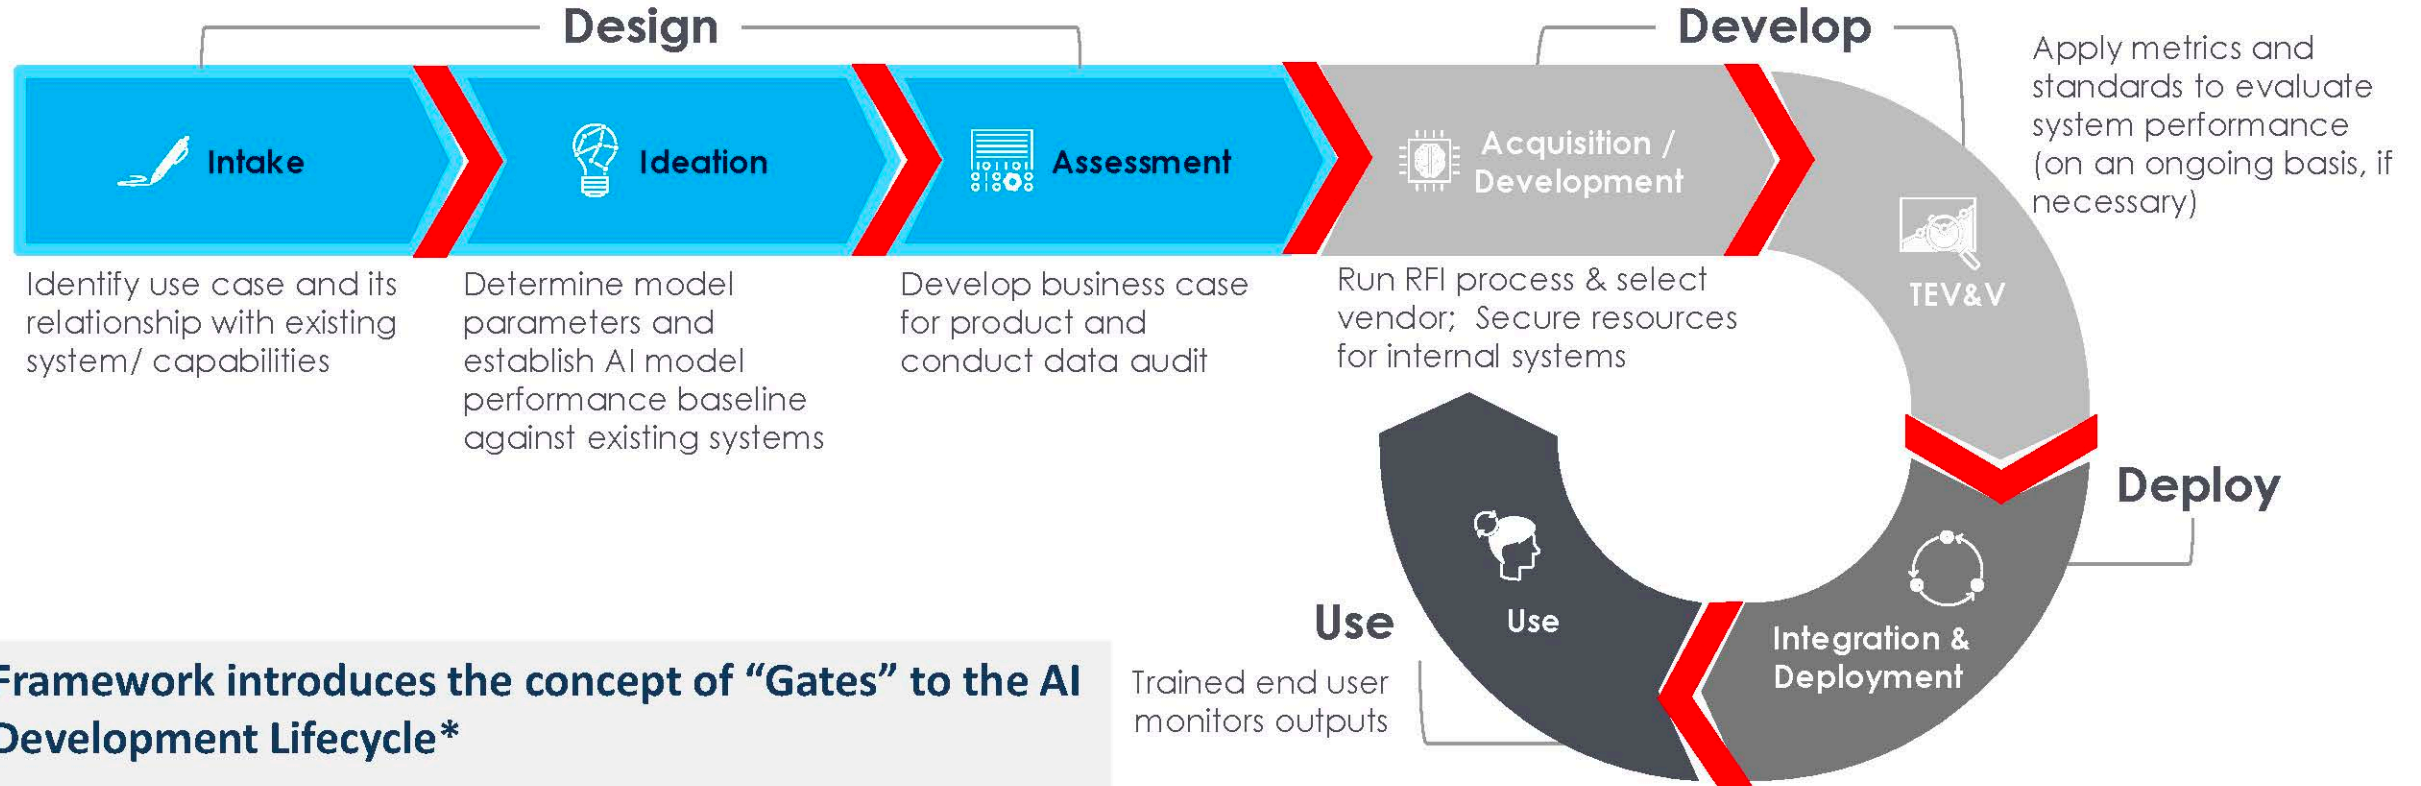 Design
Develop
Intake
Ideation
Assessment
Acquisition /
Development
Apply metrics and
standards to evaluate
system performance
(on an ongoing basis, if
necessary)
Identify use case and its
relationship with existing
system/ capabilities
Determine model
parameters and
establish AI model
performance baseline
against existing systems
Develop business case
for product and
conduct data audit
Run RFI process & select
vendor; Secure resources
for internal systems
TEV&V
Deploy
Integration &
Deployment
Use
Use
Trained end user
monitors outputs
Framework introduces the concept of “Gates” to the AI
Development Lifecycle*